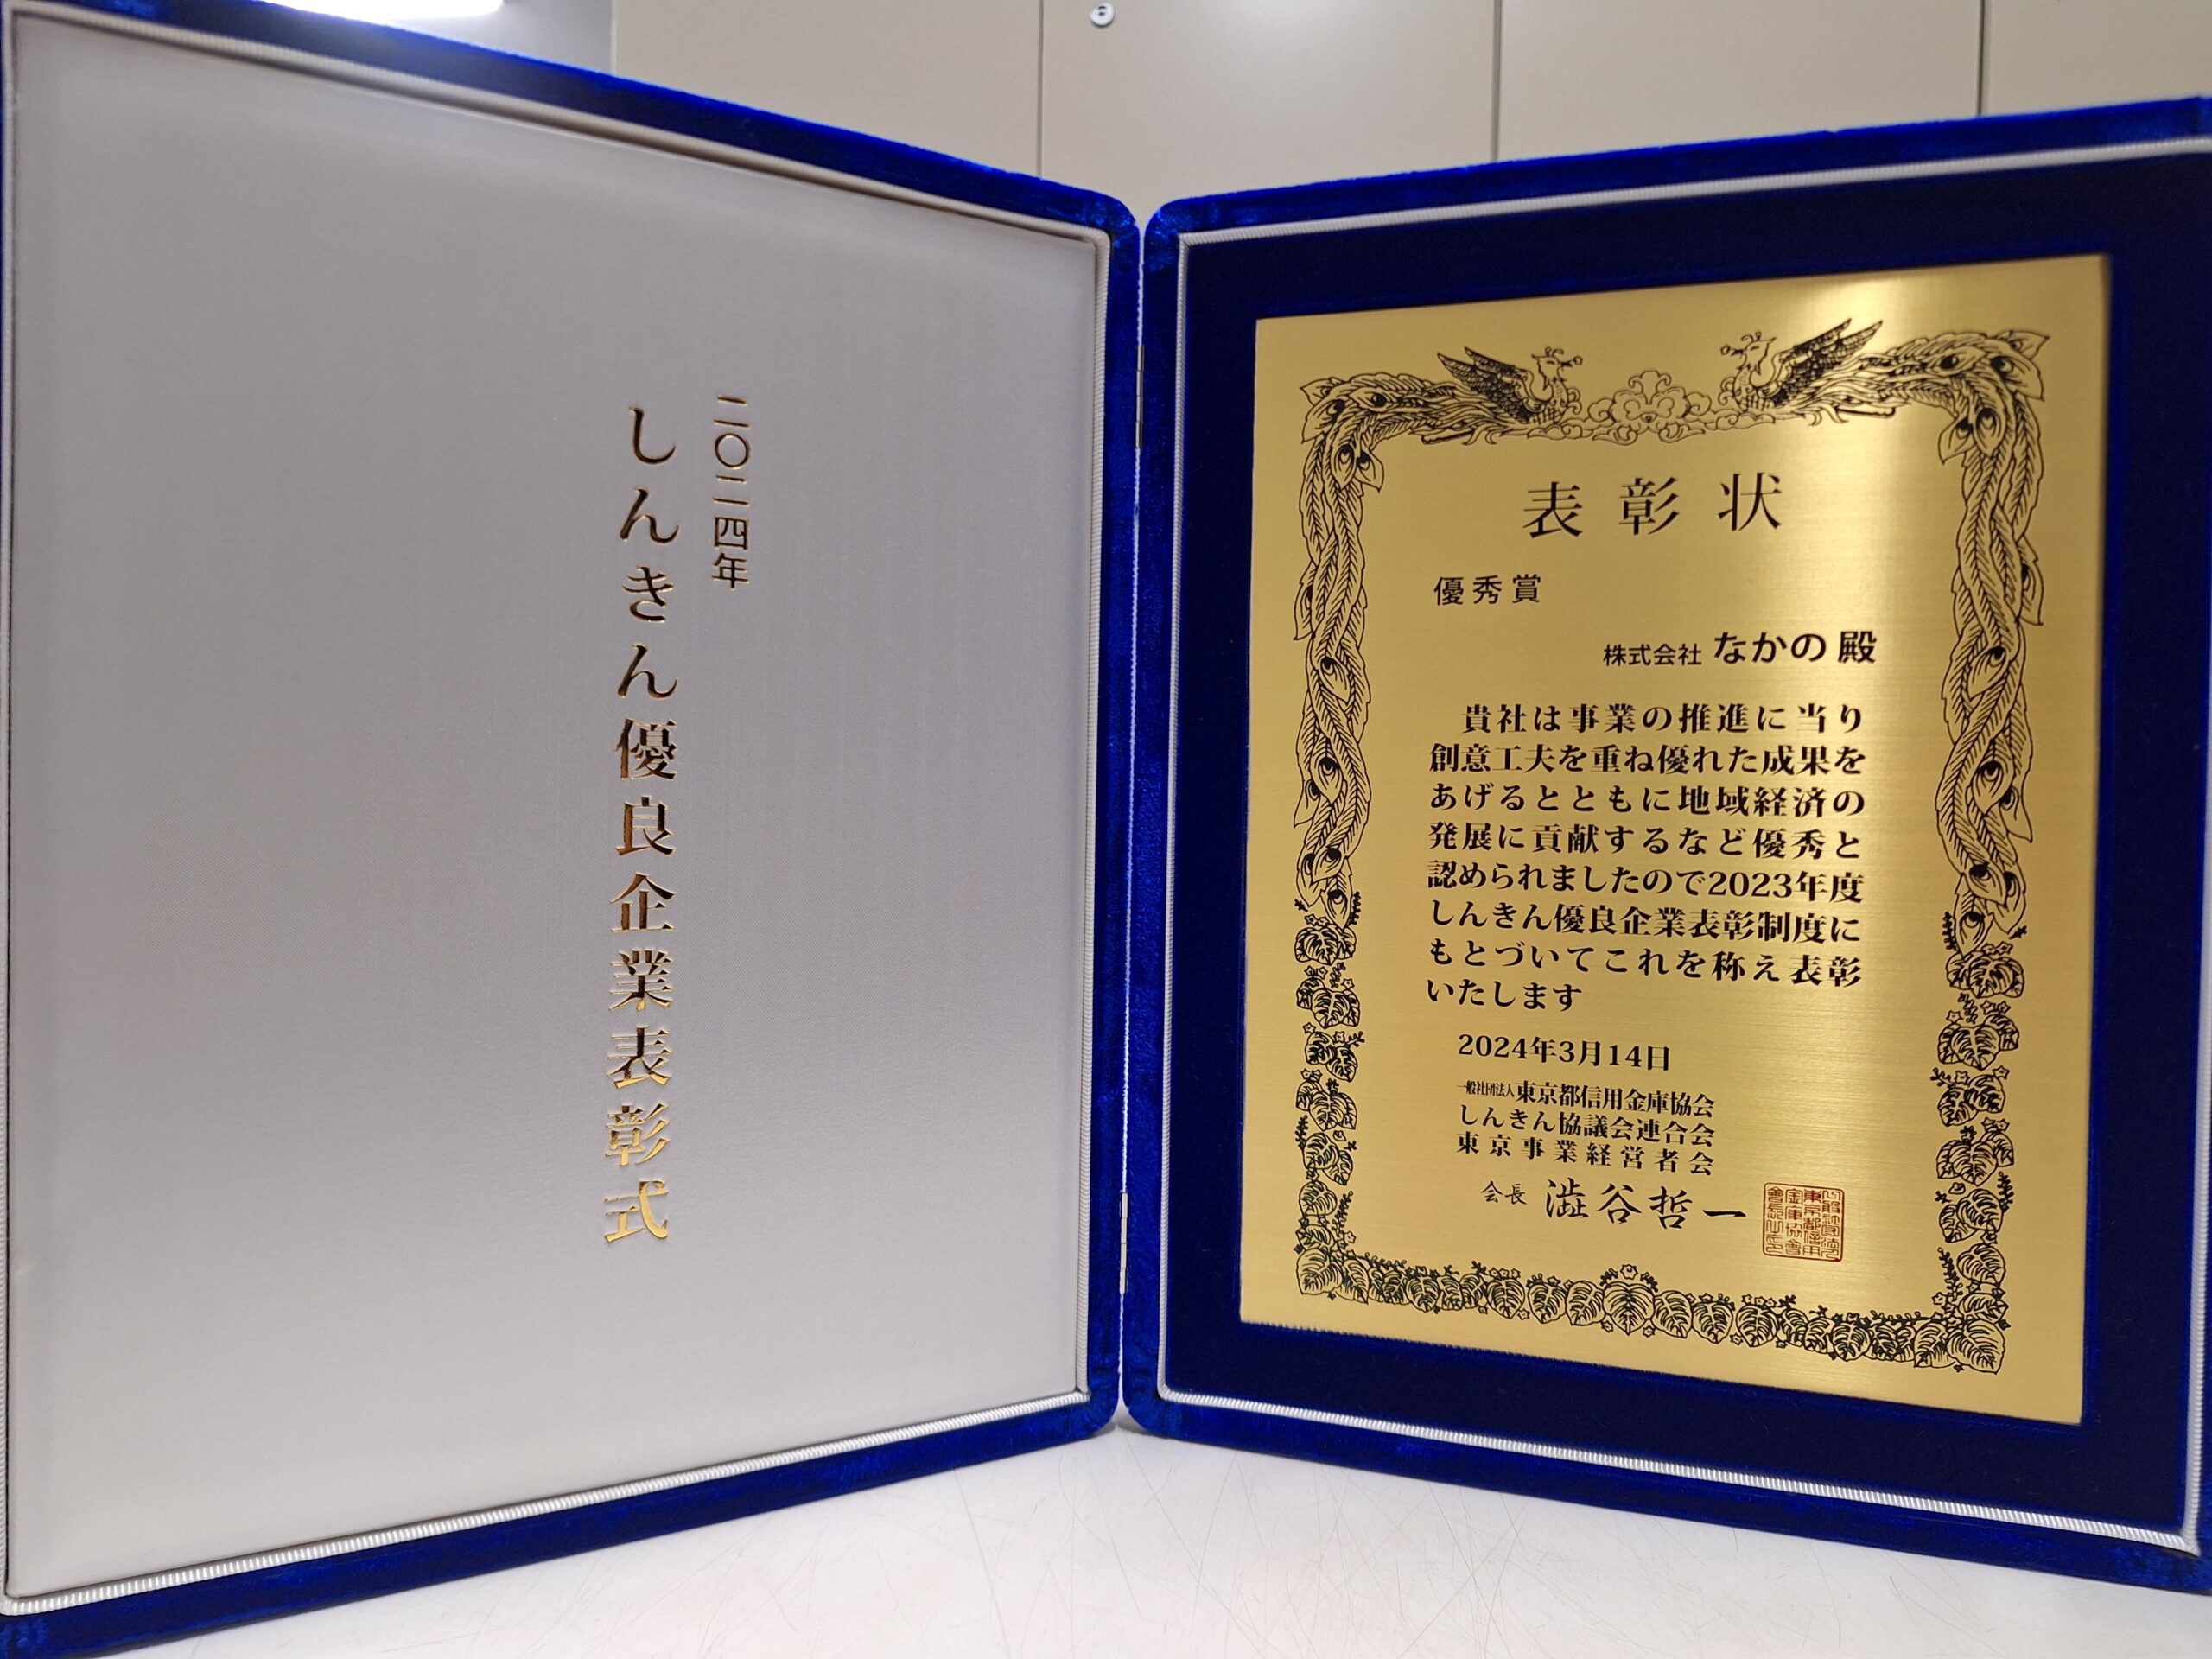 二〇二四年
しんきん優良企業表彰式
表彰状
優秀賞
株式会社 なかの 殿
貴社は事業の推進に当り
創意工夫を重ね優れた成果を
あげるとともに地域経済の
発展に貢献するなど優秀と
認められましたので2023年度
しんきん優良企業表彰制度に
もとづいてこれを称え表彰
いたします
2024年3月14日
一般社団法人東京都信用金庫協会
しんきん協議会連合会
東京事業経営者会
会長 澁谷哲一